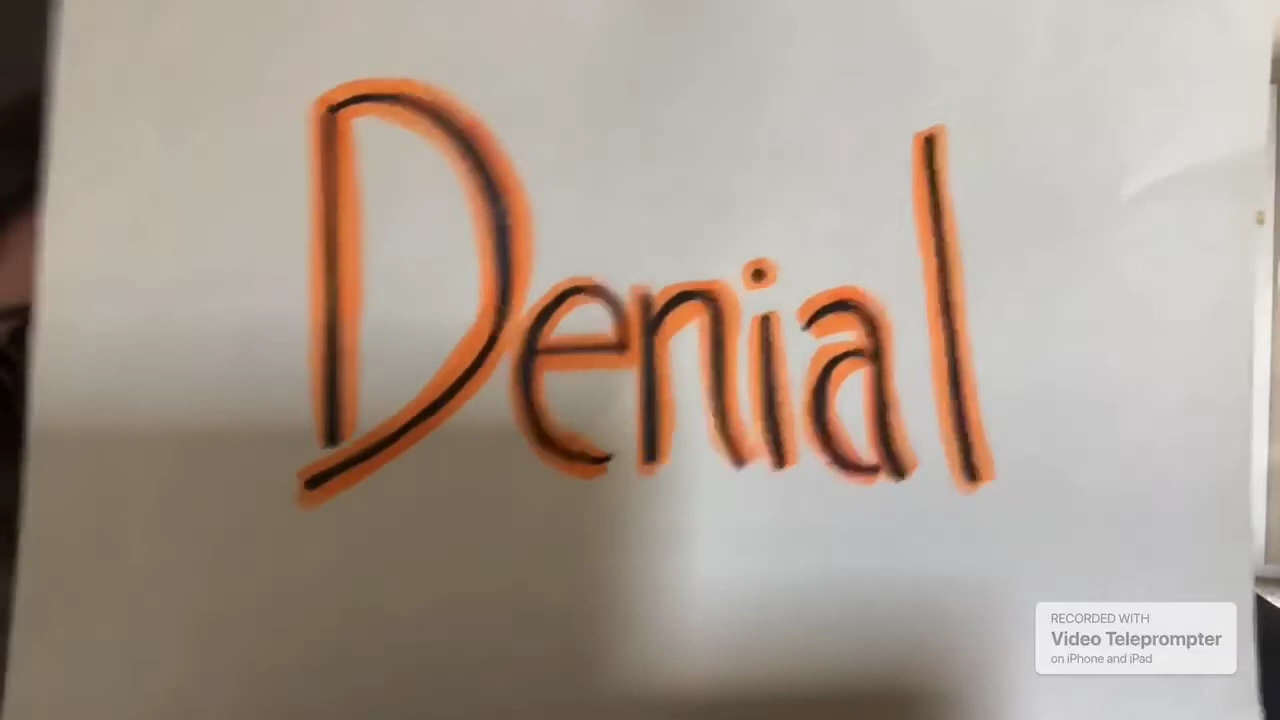 Denial
RECORDED WITH
Video Teleprompter
on iPhone and iPad